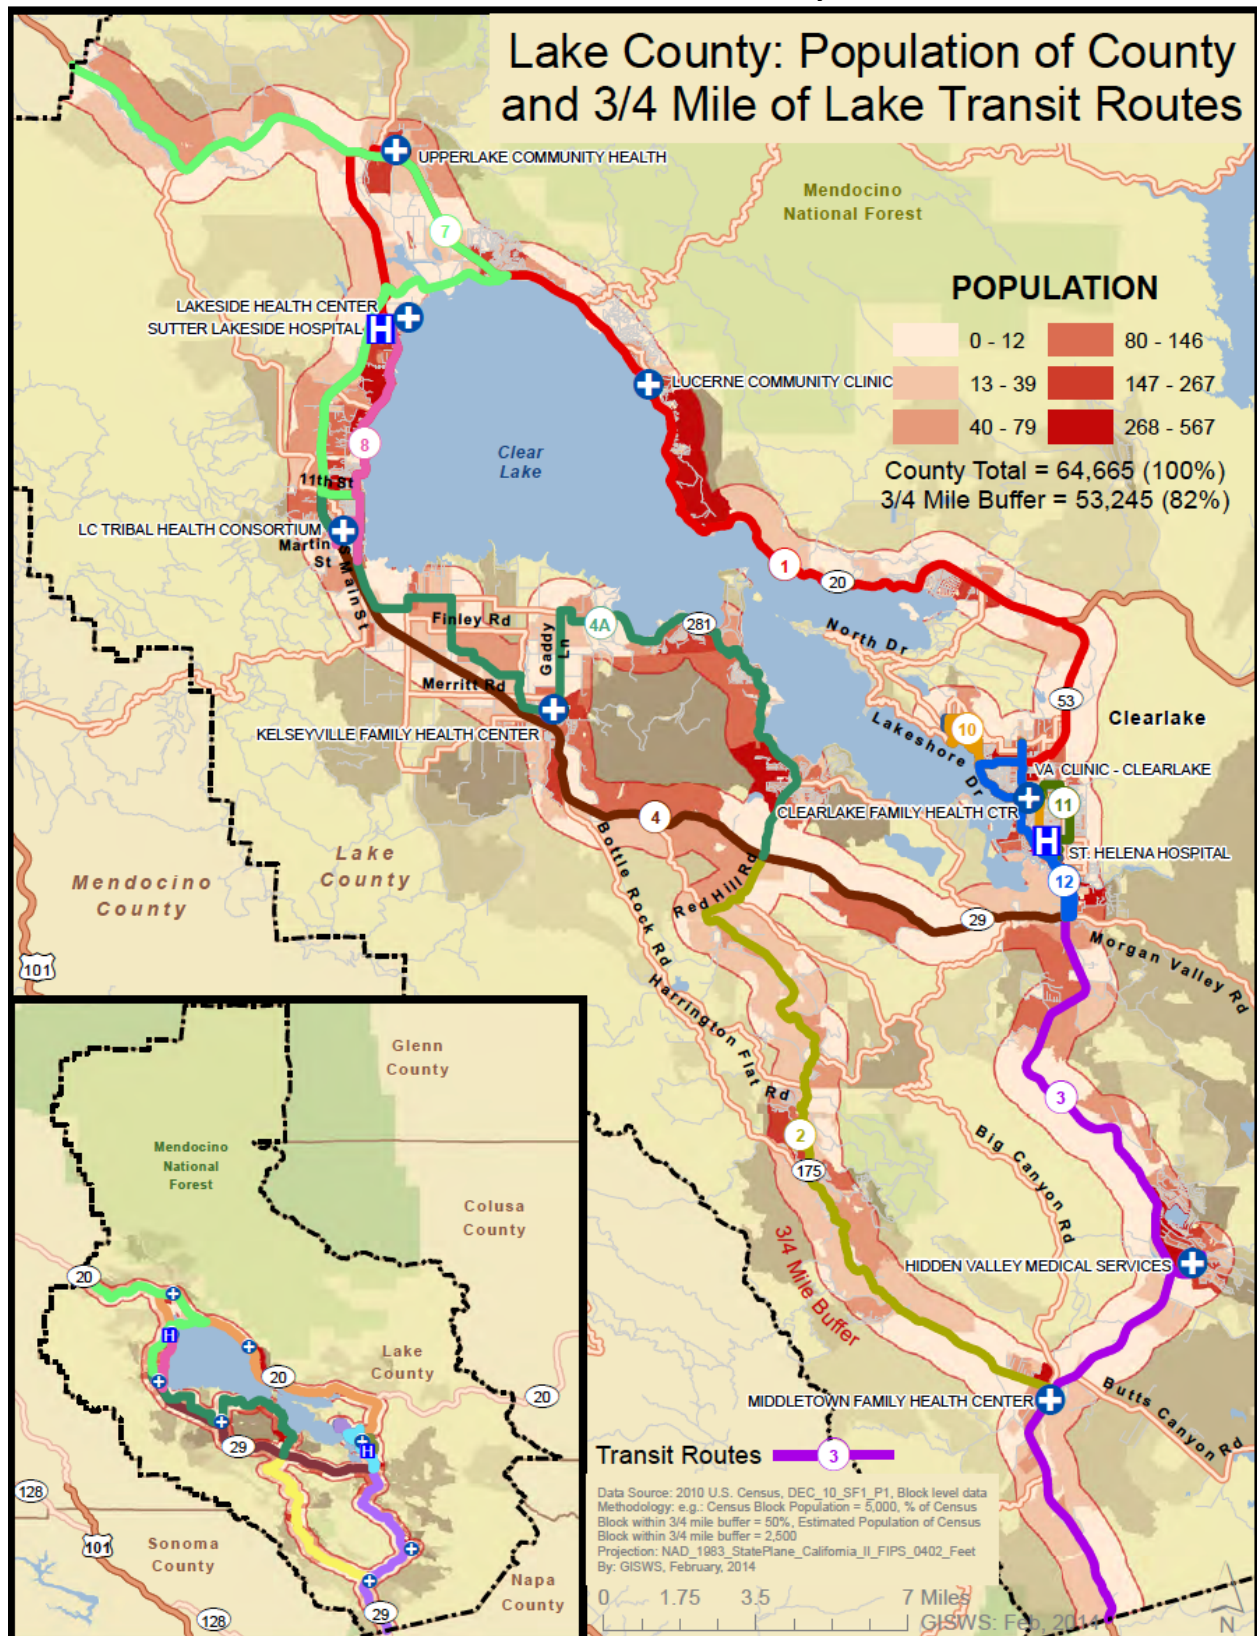 Lake County: Population of County
and 3/4 Mile of Lake Transit Routes
UPPERLAKE COMMUNITY HEALTH
Mendocino
National Forest
7
LAKESIDE HEALTH CENTER
SUTTER LAKESIDE HOSPITAL
H
POPULATION
0 - 12
80 - 146
13 - 39
147 - 267
40 - 79
268 - 567
County Total = 64,665 (100%)
3/4 Mile Buffer = 53,245 (82%)
LUCERNE COMMUNITY CLINIC
Clear
Lake
8
11th St
LC TRIBAL HEALTH CONSORTIUM
Martin
St
S Main St
1
20
Finley Rd
4A
281
North Dr
Gaddy
Ln
Merritt Rd
53
KELSEYVILLE FAMILY HEALTH CENTER
Lakeshore
Dr
10
Clearlake
VA CLINIC - CLEARLAKE
11
CLEARLAKE FAMILY HEALTH CTR
H
ST. HELENA HOSPITAL
4
12
Bottle Rock Rd
Red Hill Rd
29
Lake
County
Mendocino
County
101
Morgan Valley Rd
Harrington Flat Rd
3
2
175
Big Canyon Rd
3/4 Mile Buffer
HIDDEN VALLEY MEDICAL SERVICES
MIDDLETOWN FAMILY HEALTH CENTER
Butts Canyon Rd
Glenn
County
Mendocino
National
Forest
Colusa
County
20
H
Lake
County
20
20
29
H
128
101
Sonoma
County
Napa
County
128
29
Transit Routes
3
Data Source: 2010 U.S. Census, DEC_10_SF1_P1, Block level data
Methodology: e.g.: Census Block Population = 5,000, % of Census
Block within 3/4 mile buffer = 50%, Estimated Population of Census
Block within 3/4 mile buffer = 2,500
Projection: NAD_1983_StatePlane_California_II_FIPS_0402_Feet
By: GISWS, February, 2014
0 1.75 3.5 7 Miles
GISWS: Feb, 2014
N